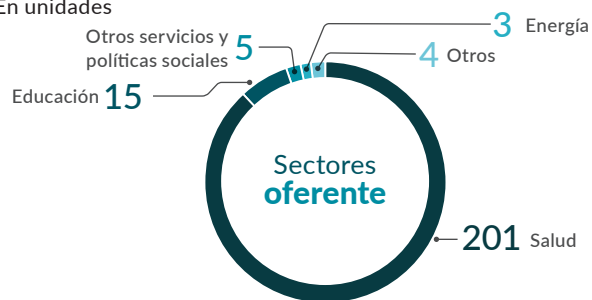 En unidades
Otros servicios y
políticas sociales 5
3 Energía
4 Otros
Educación 15
Sectores
oferente
201 Salud